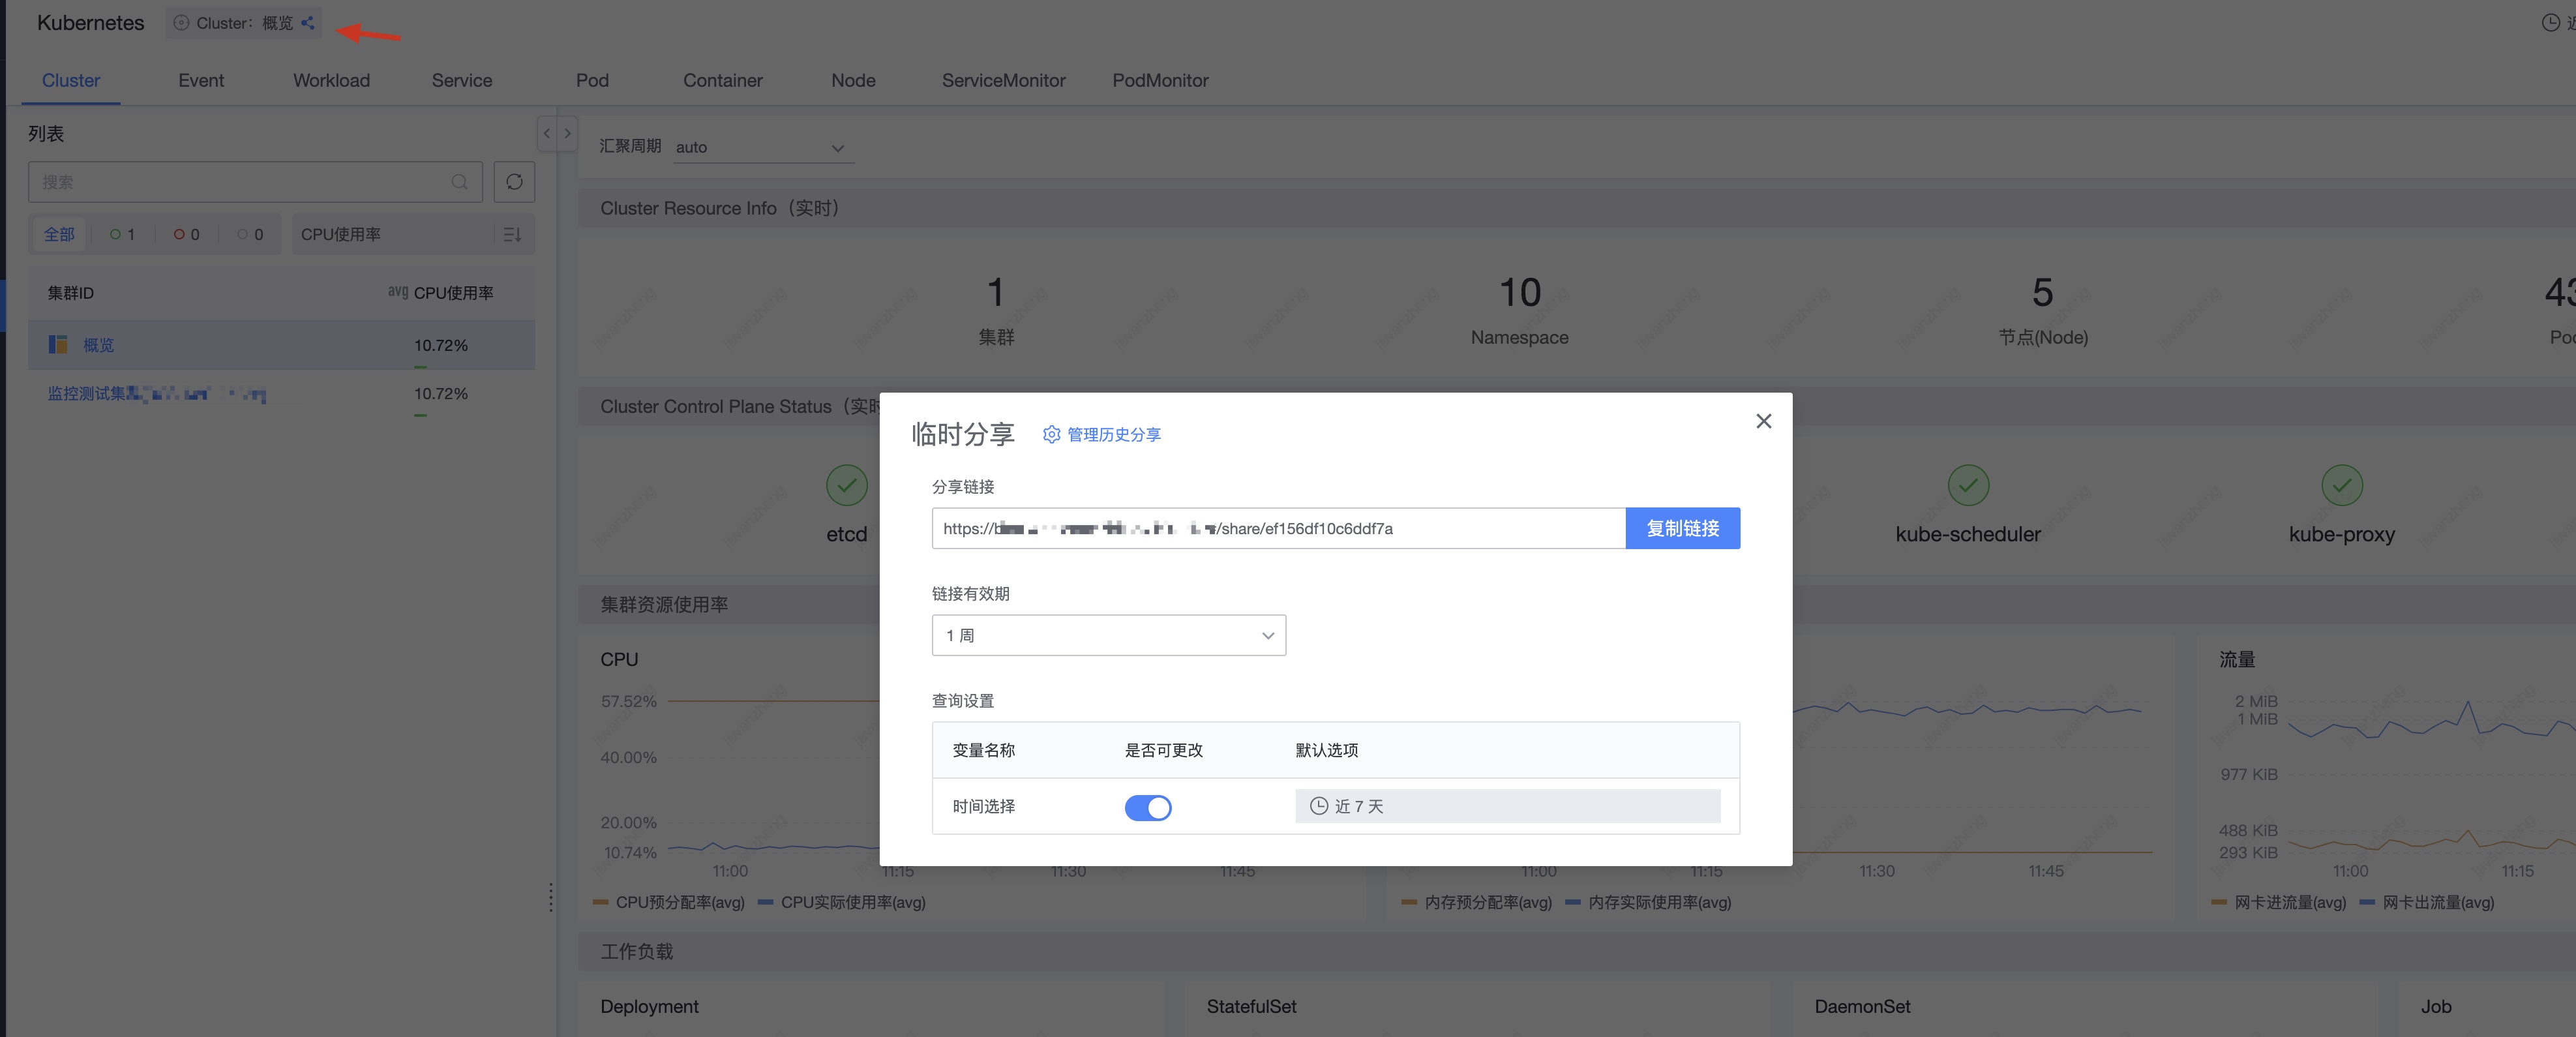 Kubernetes
Cluster: 概览
近
Cluster
Event
Workload
Service
Pod
Container
Node
ServiceMonitor
PodMonitor
列表
搜索
全部
1
0
0
CPU使用率
集群ID
avg CPU使用率
概览
10.72%
监控测试集
10.72%
汇聚周期
auto
Cluster Resource Info（实时）
1
集群
10
Namespace
5
节点(Node)
Cluster Control Plane Status（实时
etcd
kube-scheduler
kube-proxy
临时分享
管理历史分享
分享链接
https://
/share/ef156df10c6ddf7a
复制链接
链接有效期
1 周
查询设置
变量名称
是否可更改
默认选项
时间选择
近 7 天
集群资源使用率
CPU
57.52%
40.00%
20.00%
10.74%
11:00
11:15
11:30
11:45
CPU预分配率(avg)
CPU实际使用率(avg)
11:00
11:15
11:30
11:45
内存预分配率(avg)
内存实际使用率(avg)
流量
2 MiB
1 MiB
977 KiB
488 KiB
293 KiB
11:00
11:15
网卡进流量(avg)
网卡出流量(avg)
工作负载
Deployment
StatefulSet
DaemonSet
Job